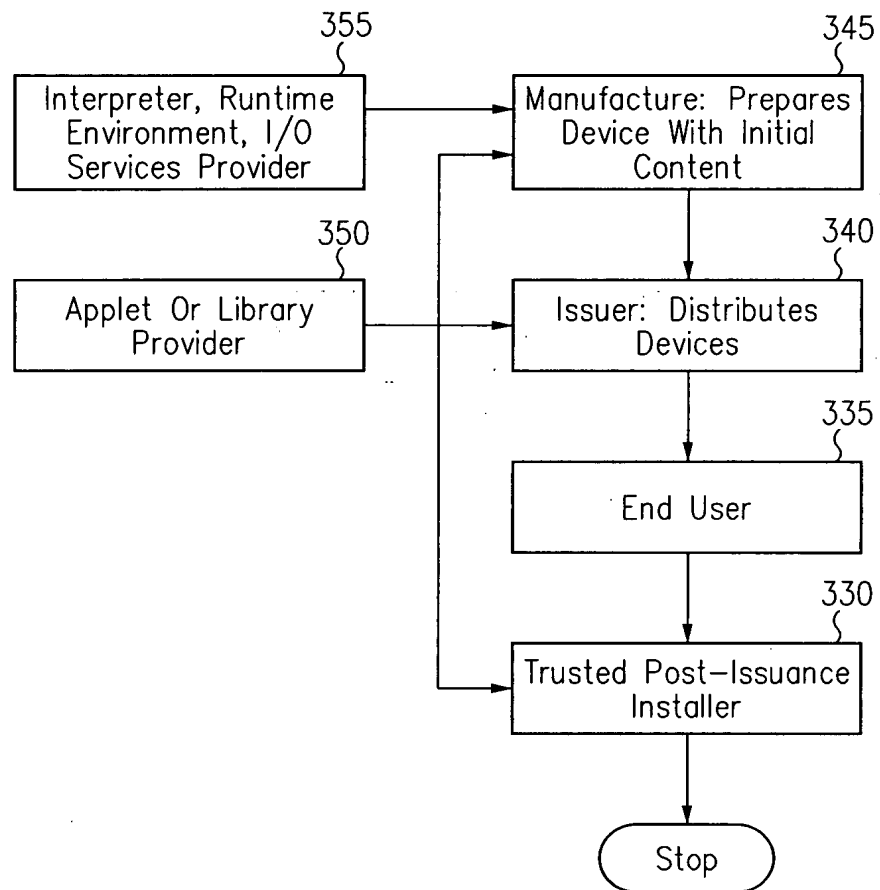 355
Interpreter, Runtime
Environment, I/O
Services Provider
345
Manufacture: Prepares
Device With Initial
Content
350
Applet Or Library
Provider
340
Issuer: Distributes
Devices
335
End User
330
Trusted Post-Issuance
Installer
Stop